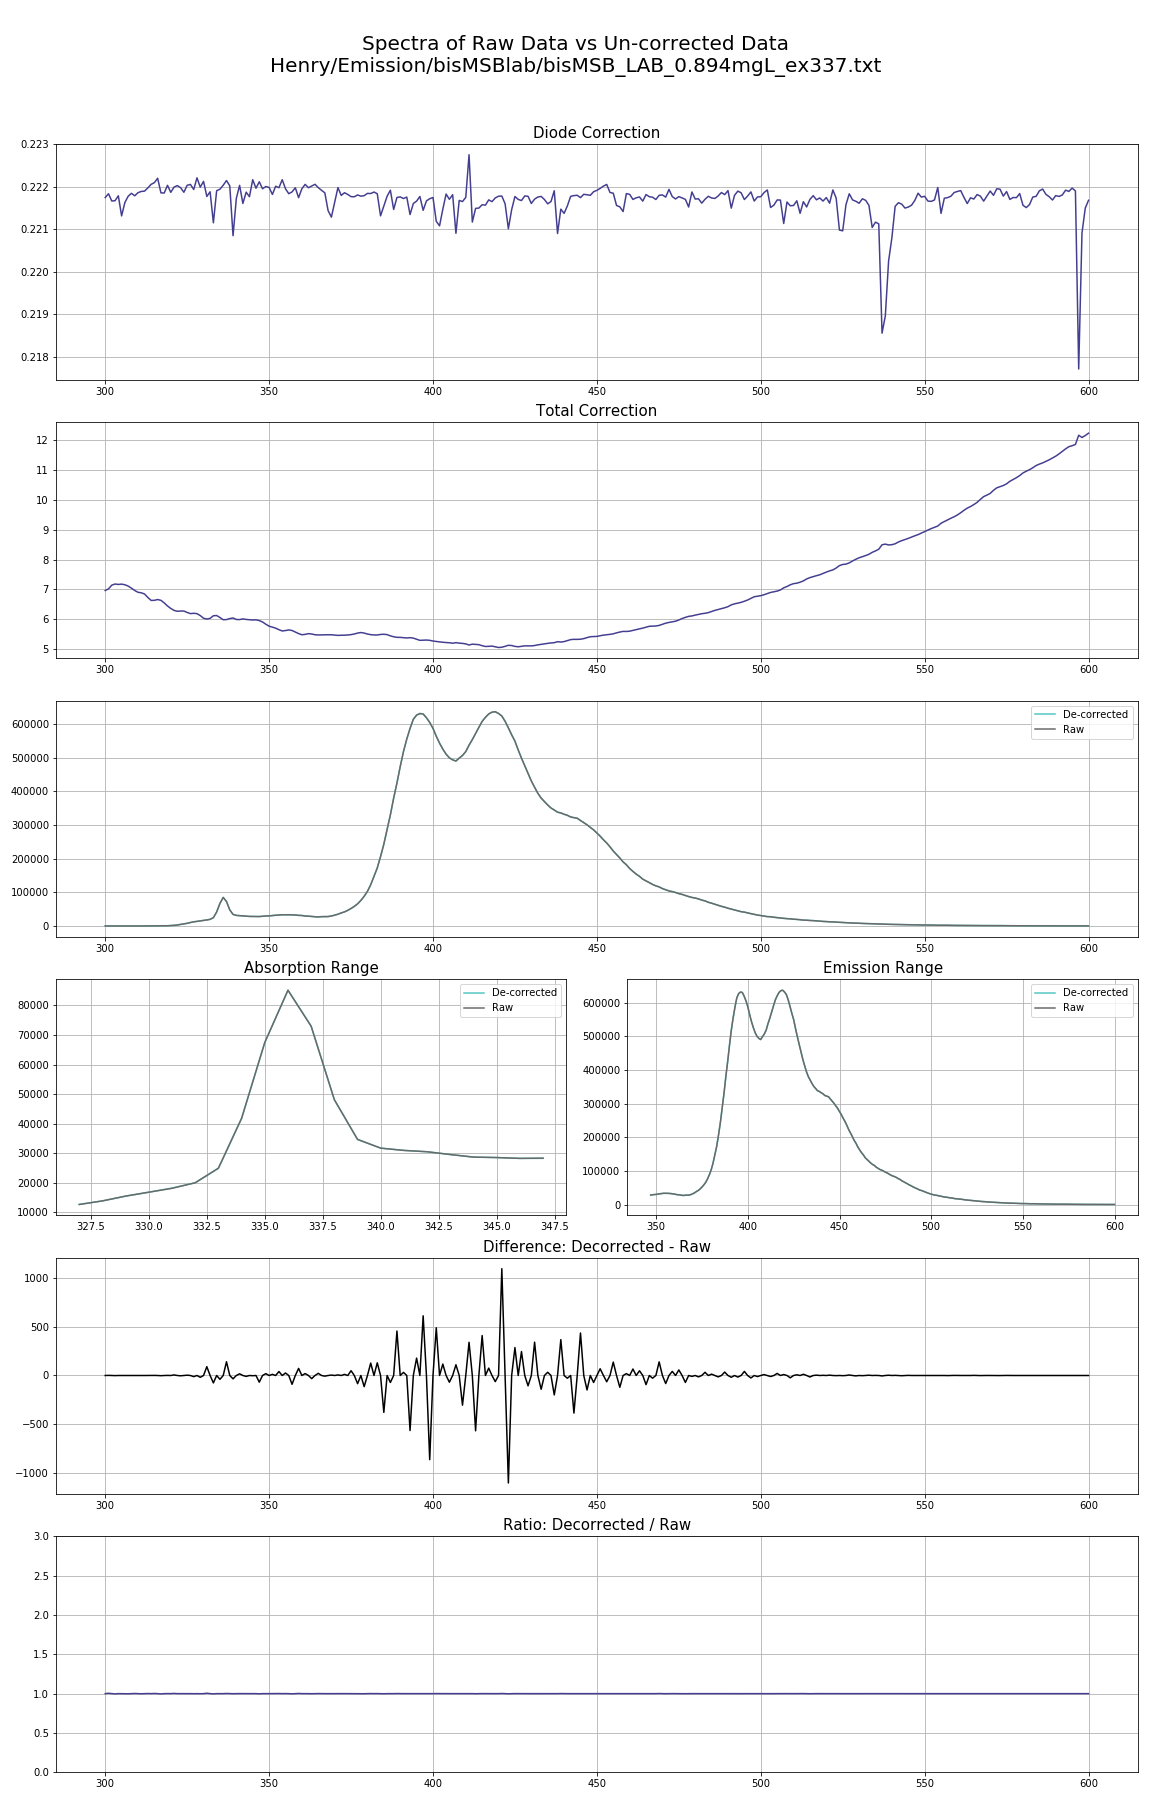 Spectra of Raw Data vs Un-corrected Data
Henry/Emission/bisMSBlab/bisMSB_LAB_0.894mgL_ex337.txt
Diode Correction
0.223
0.222
0.221
0.220
0.219
0.218
300 350 400 450 500 550 600
Total Correction
12
11
10
9
8
7
6
5
300 350 400 450 500 550 600
De-corrected
Raw
600000
500000
400000
300000
200000
100000
0
300 350 400 450 500 550 600
Absorption Range
De-corrected
Raw
80000
70000
60000
50000
40000
30000
20000
10000
327.5 330.0 332.5 335.0 337.5 340.0 342.5 345.0 347.5
Emission Range
De-corrected
Raw
600000
500000
400000
300000
200000
100000
0
350 400 450 500 550 600
Difference: Decorrected - Raw
1000
500
0
−500
−1000
300 350 400 450 500 550 600
Ratio: Decorrected / Raw
3.0
2.5
2.0
1.5
1.0
0.5
0.0
300 350 400 450 500 550 600